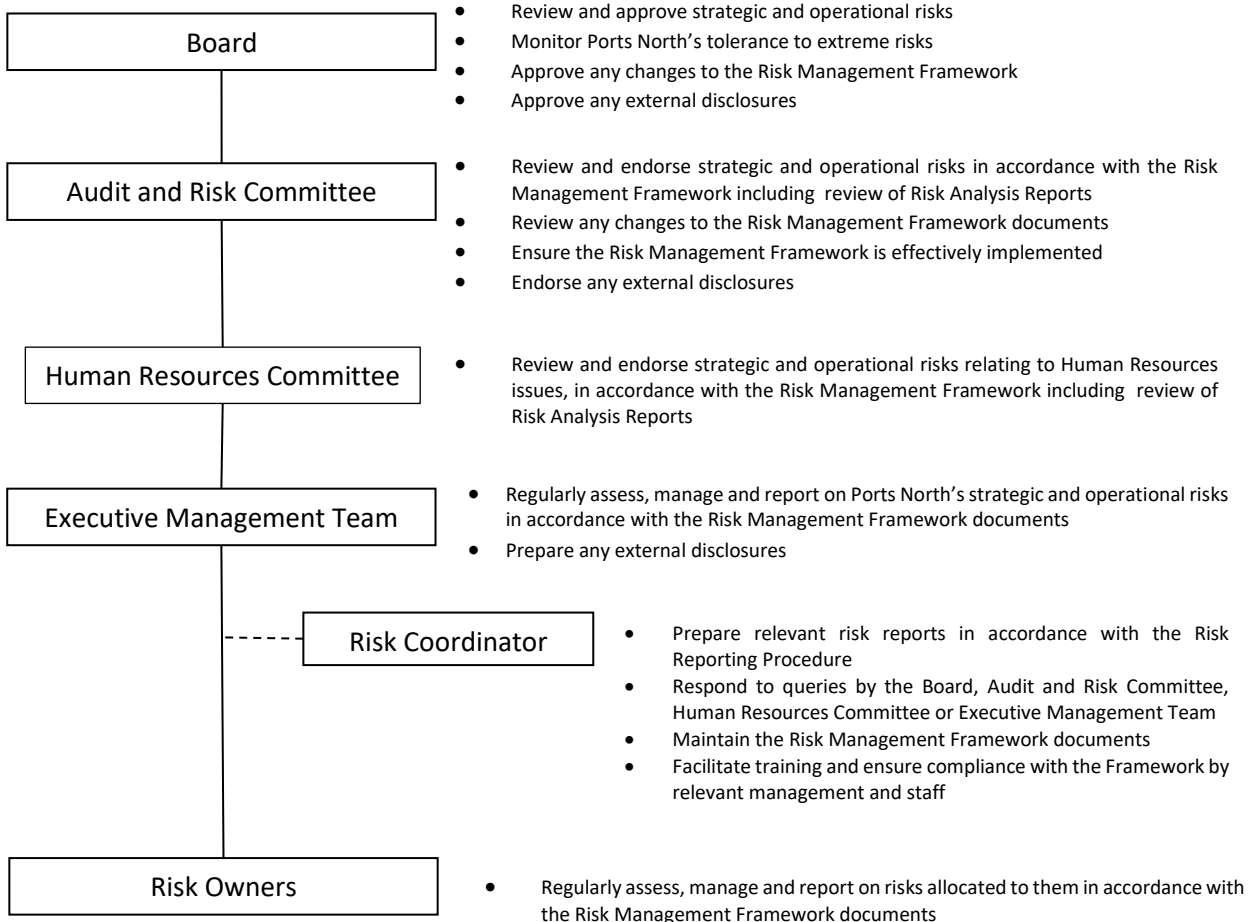 Board
• Review and approve strategic and operational risks
• Monitor Ports North’s tolerance to extreme risks
• Approve any changes to the Risk Management Framework
• Approve any external disclosures
Audit and Risk Committee
• Review and endorse strategic and operational risks in accordance with the Risk
Management Framework including review of Risk Analysis Reports
• Review any changes to the Risk Management Framework documents
• Ensure the Risk Management Framework is effectively implemented
• Endorse any external disclosures
Human Resources Committee
• Review and endorse strategic and operational risks relating to Human Resources
issues, in accordance with the Risk Management Framework including review of
Risk Analysis Reports
Executive Management Team
• Regularly assess, manage and report on Ports North’s strategic and operational risks
in accordance with the Risk Management Framework documents
• Prepare any external disclosures
Risk Coordinator
• Prepare relevant risk reports in accordance with the Risk
Reporting Procedure
• Respond to queries by the Board, Audit and Risk Committee,
Human Resources Committee or Executive Management Team
• Maintain the Risk Management Framework documents
• Facilitate training and ensure compliance with the Framework by
relevant management and staff
Risk Owners
• Regularly assess, manage and report on risks allocated to them in accordance with
the Risk Management Framework documents